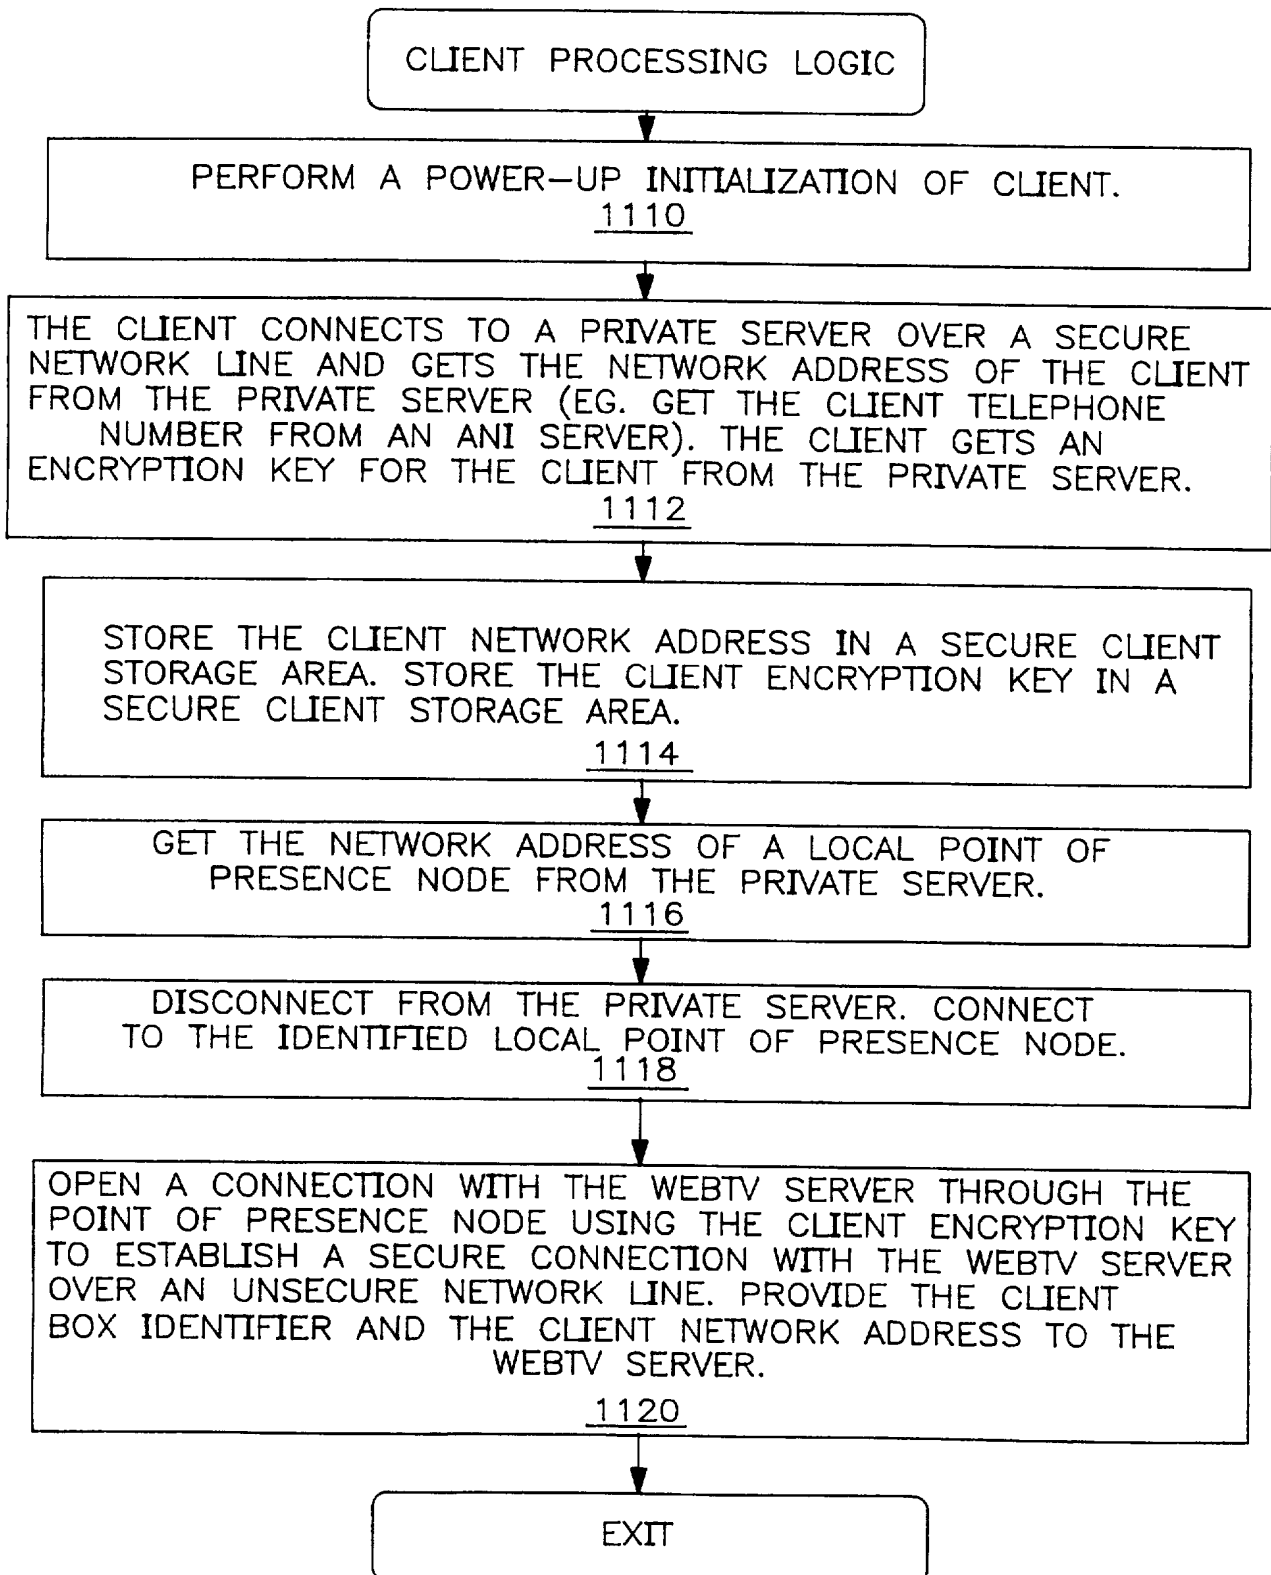 CLIENT PROCESSING LOGIC
PERFORM A POWER-UP INITIALIZATION OF CLIENT.
1110
THE CLIENT CONNECTS TO A PRIVATE SERVER OVER A SECURE
NETWORK LINE AND GETS THE NETWORK ADDRESS OF THE CLIENT
FROM THE PRIVATE SERVER (EG. GET THE CLIENT TELEPHONE
NUMBER FROM AN ANI SERVER). THE CLIENT GETS AN
ENCRYPTION KEY FOR THE CLIENT FROM THE PRIVATE SERVER.
1112
STORE THE CLIENT NETWORK ADDRESS IN A SECURE CLIENT
STORAGE AREA. STORE THE CLIENT ENCRYPTION KEY IN A
SECURE CLIENT STORAGE AREA.
1114
GET THE NETWORK ADDRESS OF A LOCAL POINT OF
PRESENCE NODE FROM THE PRIVATE SERVER.
1116
DISCONNECT FROM THE PRIVATE SERVER. CONNECT
TO THE IDENTIFIED LOCAL POINT OF PRESENCE NODE.
1118
OPEN A CONNECTION WITH THE WEBTV SERVER THROUGH THE
POINT OF PRESENCE NODE USING THE CLIENT ENCRYPTION KEY
TO ESTABLISH A SECURE CONNECTION WITH THE WEBTV SERVER
OVER AN UNSECURE NETWORK LINE. PROVIDE THE CLIENT
BOX IDENTIFIER AND THE CLIENT NETWORK ADDRESS TO THE
WEBTV SERVER.
1120
EXIT